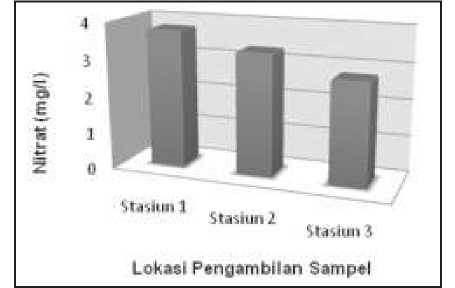 Nitrat (mg/l)
4
3
2
1
0
Stasiun 1
Stasiun 2
Stasiun 3
Lokasi Pengambilan Sampel